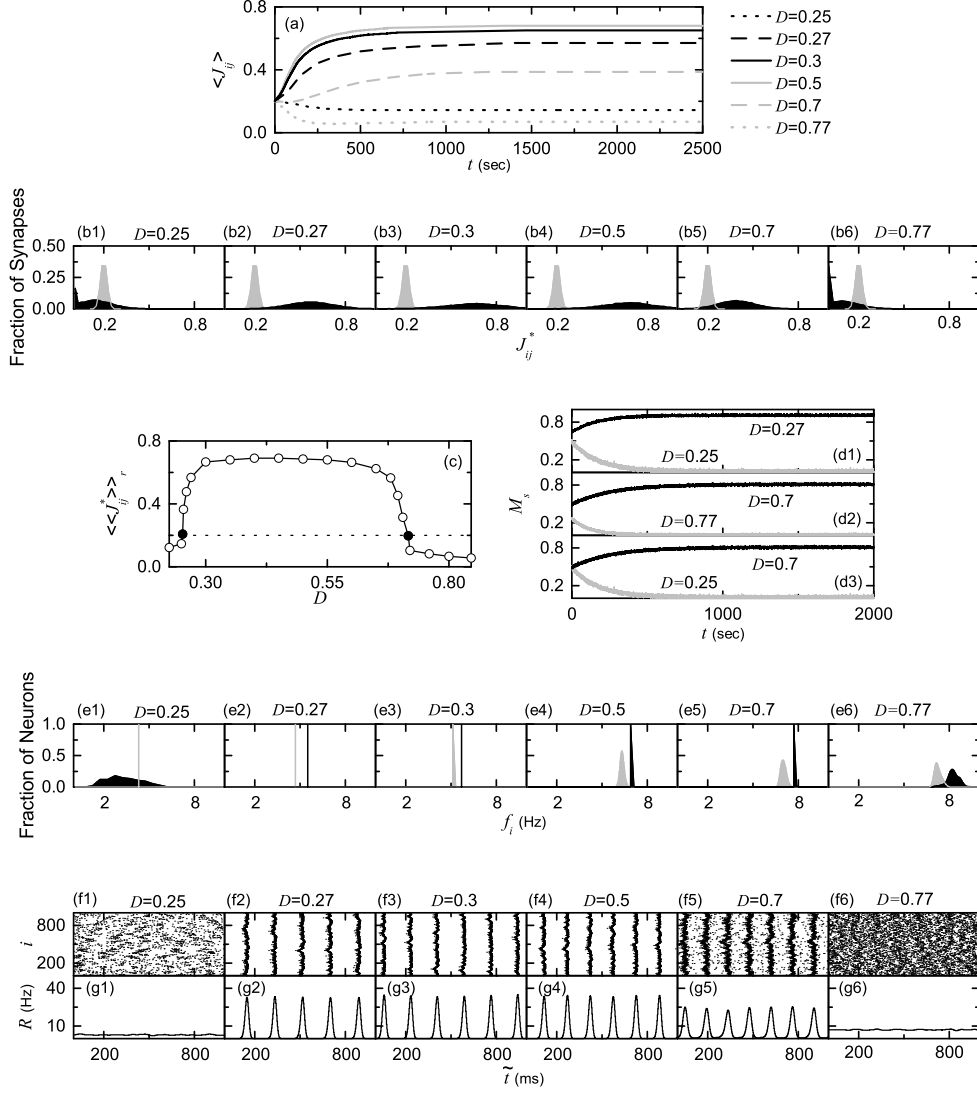 (a)
0.8
0.4
0.0
<J_ij>
0 500 1000 1500 2000 2500
t (sec)
D=0.25
D=0.27
D=0.3
D=0.5
D=0.7
D=0.77
Fraction of Synapses
(b1) D=0.25
(b2) D=0.27
(b3) D=0.3
(b4) D=0.5
(b5) D=0.7
(b6) D=0.77
0.50
0.25
0.00
0.2 0.8 0.2 0.8 0.2 0.8 0.2 0.8 0.2 0.8 0.2 0.8
J_ij^*
(c)
0.8
0.4
0.0
<<J_ij^*>>_r
0.30 0.55 0.80
D
M_s
0.8
0.2
D=0.27
D=0.25
(d1)
0.8
0.2
D=0.7
D=0.77
(d2)
0.8
0.2
D=0.7
D=0.25
(d3)
0 1000 2000
t (sec)
Fraction of Neurons
(e1) D=0.25
(e2) D=0.27
(e3) D=0.3
(e4) D=0.5
(e5) D=0.7
(e6) D=0.77
1.0
0.5
0.0
2 8 2 8 2 8 2 8 2 8 2 8
f_i (Hz)
(f1) D=0.25
(f2) D=0.27
(f3) D=0.3
(f4) D=0.5
(f5) D=0.7
(f6) D=0.77
i
800
200
R (Hz)
40
10
(g1)
(g2)
(g3)
(g4)
(g5)
(g6)
200 800 200 800 200 800 200 800 200 800 200 800
t̃ (ms)